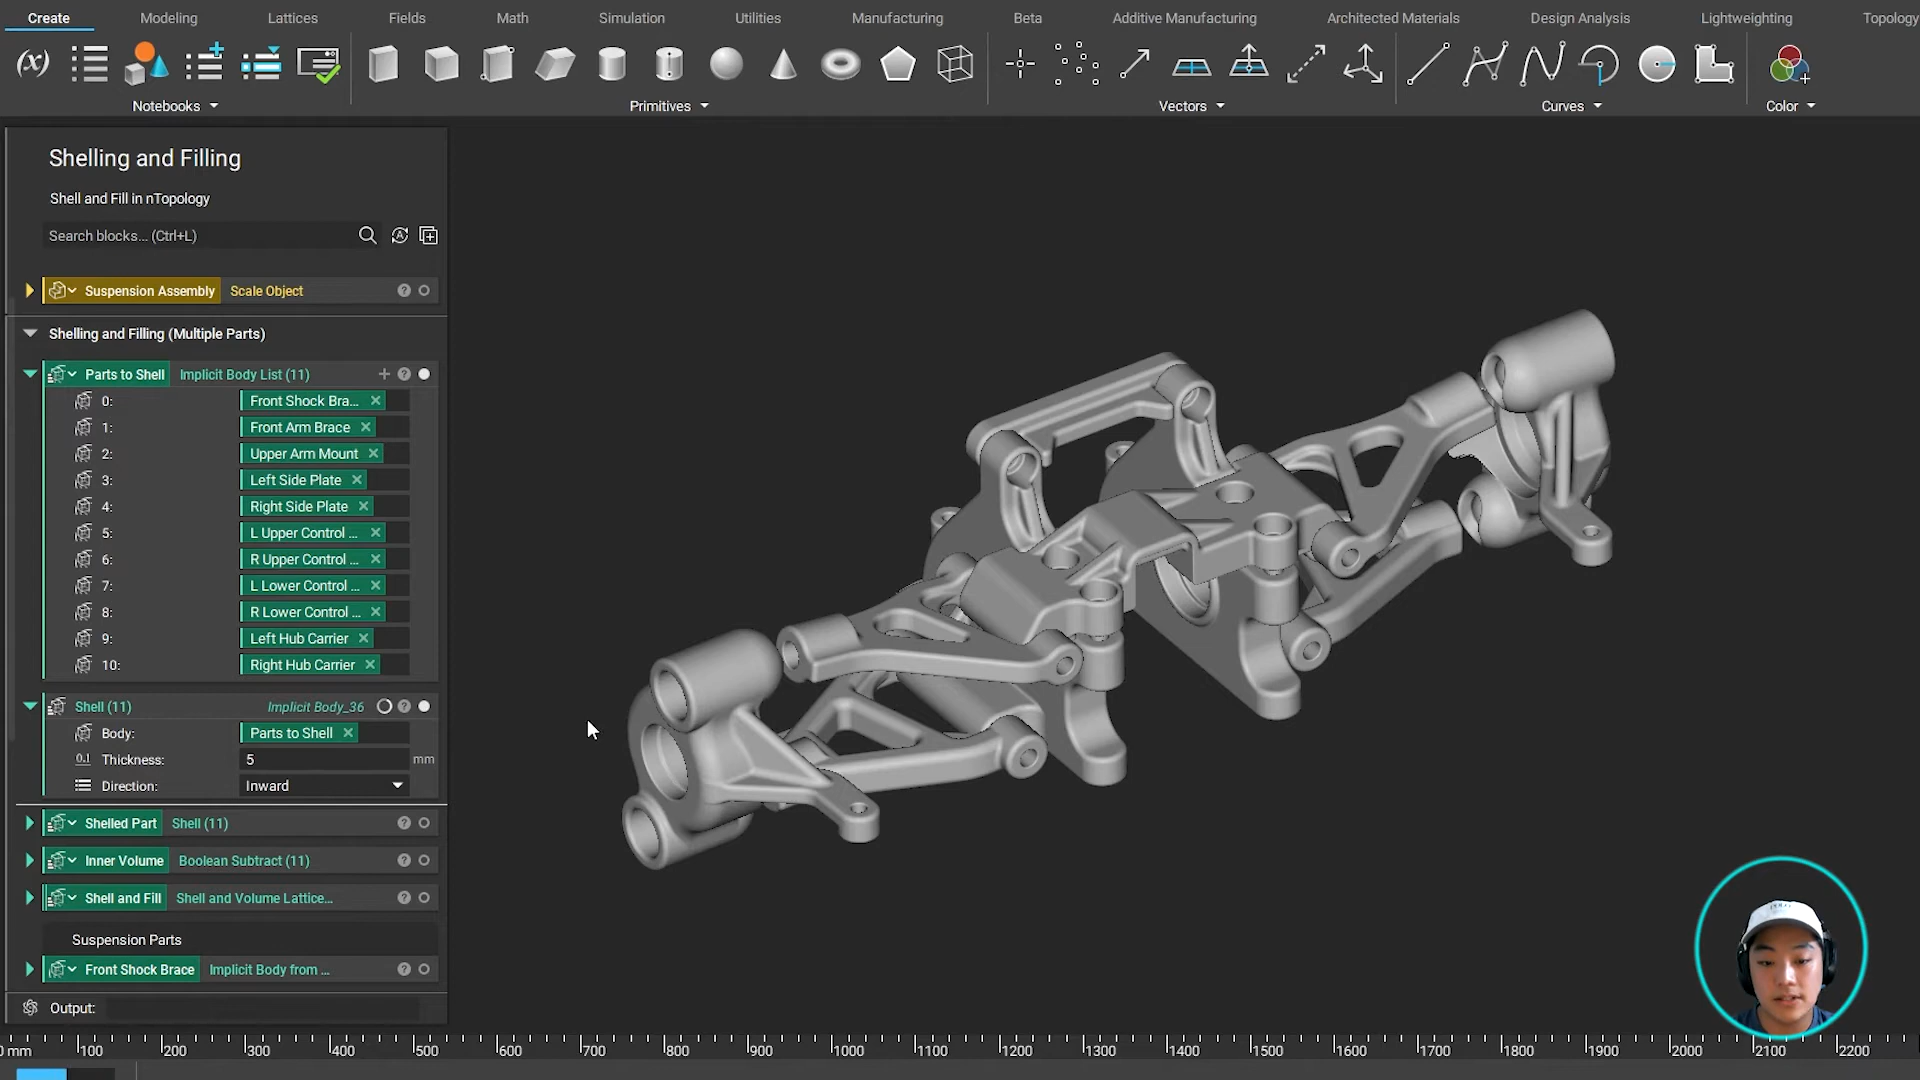 Create Modeling Lattices Fields Math Simulation Utilities Manufacturing Beta Additive Manufacturing Architected Materials Design Analysis Lightweighting Topology
(x)
Notebooks Primitives Vectors Curves Color
Shelling and Filling
Shell and Fill in nTopology
Search blocks... (Ctrl+L)
Suspension Assembly Scale Object
Shelling and Filling (Multiple Parts)
Parts to Shell Implicit Body List (11)
0: Front Shock Bra...
1: Front Arm Brace
2: Upper Arm Mount
3: Left Side Plate
4: Right Side Plate
5: L Upper Control ...
6: R Upper Control ...
7: L Lower Control ...
8: R Lower Control ...
9: Left Hub Carrier
10: Right Hub Carrier
Shell (11) Implicit Body_36
Body: Parts to Shell
0.1 Thickness: 5 mm
Direction: Inward
Shelled Part Shell (11)
Inner Volume Boolean Subtract (11)
Shell and Fill Shell and Volume Lattice...
Suspension Parts
Front Shock Brace Implicit Body from ...
Output:
0 mm 100 200 300 400 500 600 700 800 900 1000 1100 1200 1300 1400 1500 1600 1700 1800 1900 2000 2100 2200